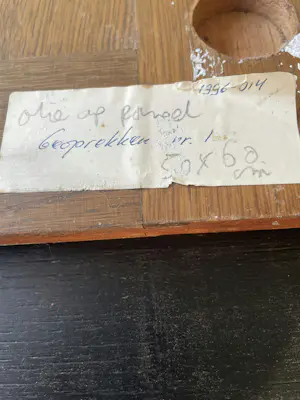 1996-014
olie op paneel
Gesprekken nr. 1
50 x 60
cm